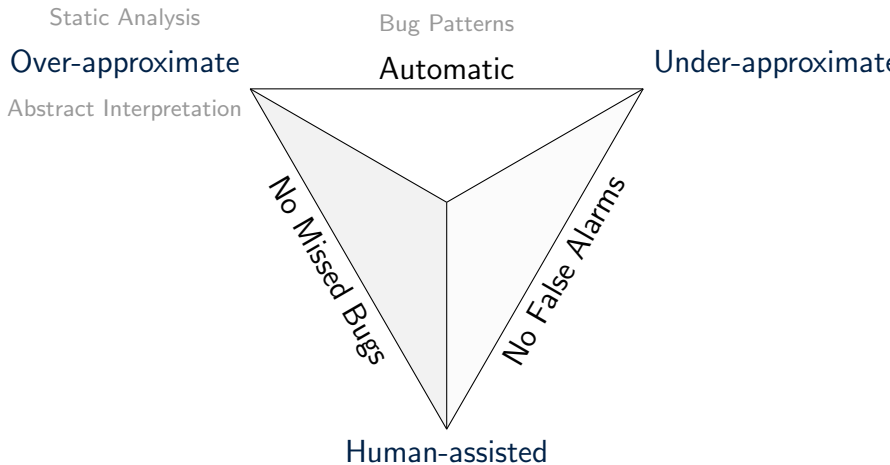 Static Analysis
Bug Patterns
Over-approximate
Automatic
Under-approximate
Abstract Interpretation
No Missed Bugs
No False Alarms
Human-assisted